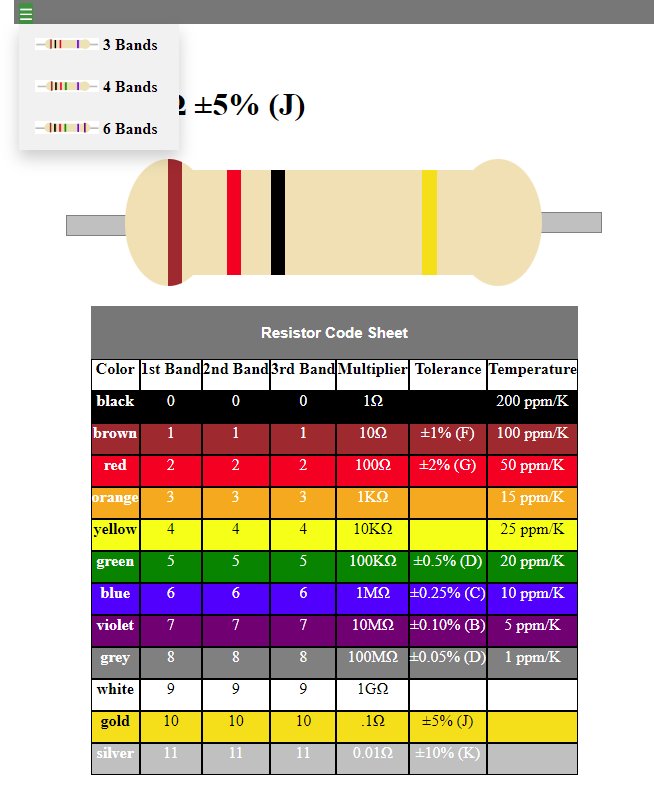 ☰
3 Bands
4 Bands
6 Bands
Ω ±5% (J)
Resistor Code Sheet
Color 1st Band 2nd Band 3rd Band Multiplier Tolerance Temperature
black 0 0 0 1Ω 200 ppm/K
brown 1 1 1 10Ω ±1% (F) 100 ppm/K
red 2 2 2 100Ω ±2% (G) 50 ppm/K
orange 3 3 3 1KΩ 15 ppm/K
yellow 4 4 4 10KΩ 25 ppm/K
green 5 5 5 100KΩ ±0.5% (D) 20 ppm/K
blue 6 6 6 1MΩ ±0.25% (C) 10 ppm/K
violet 7 7 7 10MΩ ±0.10% (B) 5 ppm/K
grey 8 8 8 100MΩ ±0.05% (D) 1 ppm/K
white 9 9 9 1GΩ
gold 10 10 10 .1Ω ±5% (J)
silver 11 11 11 0.01Ω ±10% (K)